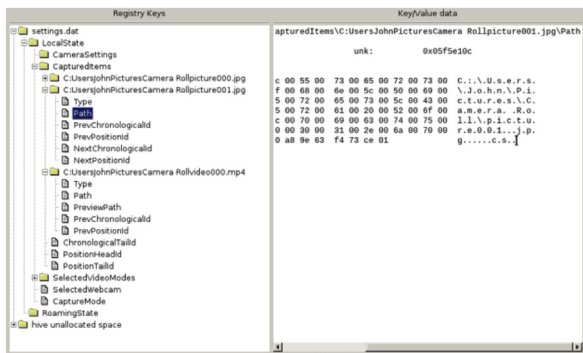 Registry Keys
Key/Value data
settings.dat
LocalState
CameraSettings
CapturedItems
C:UsersJohnPicturesCamera Rollpicture000.jpg
C:UsersJohnPicturesCamera Rollpicture001.jpg
Type
Path
PrevChronologicalId
PrevPositionId
NextChronologicalId
NextPositionId
C:UsersJohnPicturesCamera Rollvideo000.mp4
Type
Path
PreviewPath
PrevChronologicalId
PrevPositionId
ChronologicalTailId
PositionHeadId
PositionTailId
SelectedVideoModes
SelectedWebcam
CaptureMode
RoamingState
hive unallocated space
apturedItems\C:UsersJohnPicturesCamera Rollpicture001.jpg\Path
unk: 0x05f5e10c
c 00 55 00 73 00 65 00 72 00 73 00 C.:.\.U.s.e.r.s.
f 00 68 00 6e 00 5c 00 50 00 69 00 \.J.o.h.n.\.P.i.
5 00 72 00 65 00 73 00 5c 00 43 00 c.t.u.r.e.s.\.C.
5 00 72 00 61 00 20 00 52 00 6f 00 a.m.e.r.a. .R.o.
c 00 70 00 69 00 63 00 74 00 75 00 l.l.\.p.i.c.t.u.
0 00 30 00 31 00 2e 00 6a 00 70 00 r.e.0.0.1...j.p.
0 a8 9e 63 f4 73 ce 01 g......c.s..